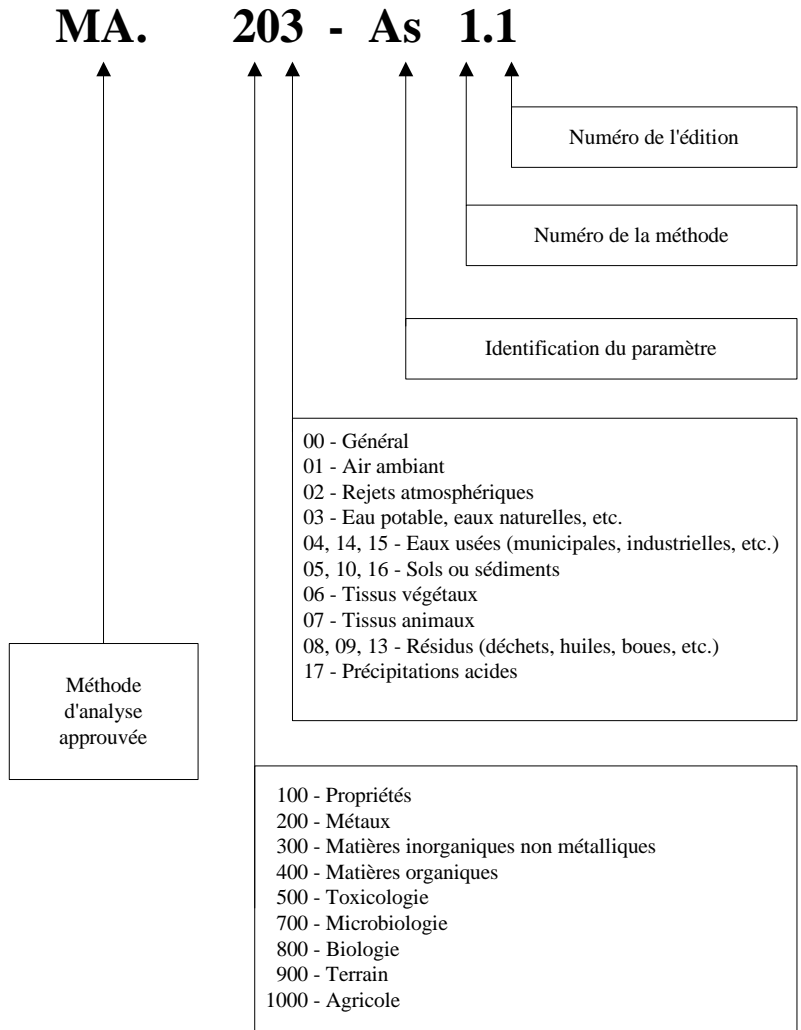 MA. 203 - As 1.1
Numéro de l'édition
Numéro de la méthode
Identification du paramètre
00 - Général
01 - Air ambiant
02 - Rejets atmosphériques
03 - Eau potable, eaux naturelles, etc.
04, 14, 15 - Eaux usées (municipales, industrielles, etc.)
05, 10, 16 - Sols ou sédiments
06 - Tissus végétaux
07 - Tissus animaux
08, 09, 13 - Résidus (déchets, huiles, boues, etc.)
17 - Précipitations acides
Méthode
d'analyse
approuvée
100 - Propriétés
200 - Métaux
300 - Matières inorganiques non métalliques
400 - Matières organiques
500 - Toxicologie
700 - Microbiologie
800 - Biologie
900 - Terrain
1000 - Agricole